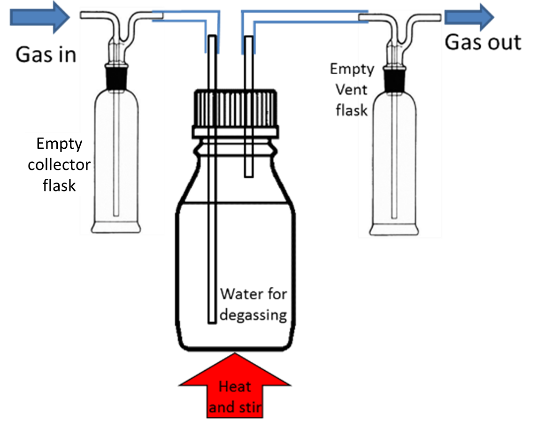 Gas in
Gas out
Empty
collector
flask
Empty
Vent
flask
Water for
degassing
Heat
and stir